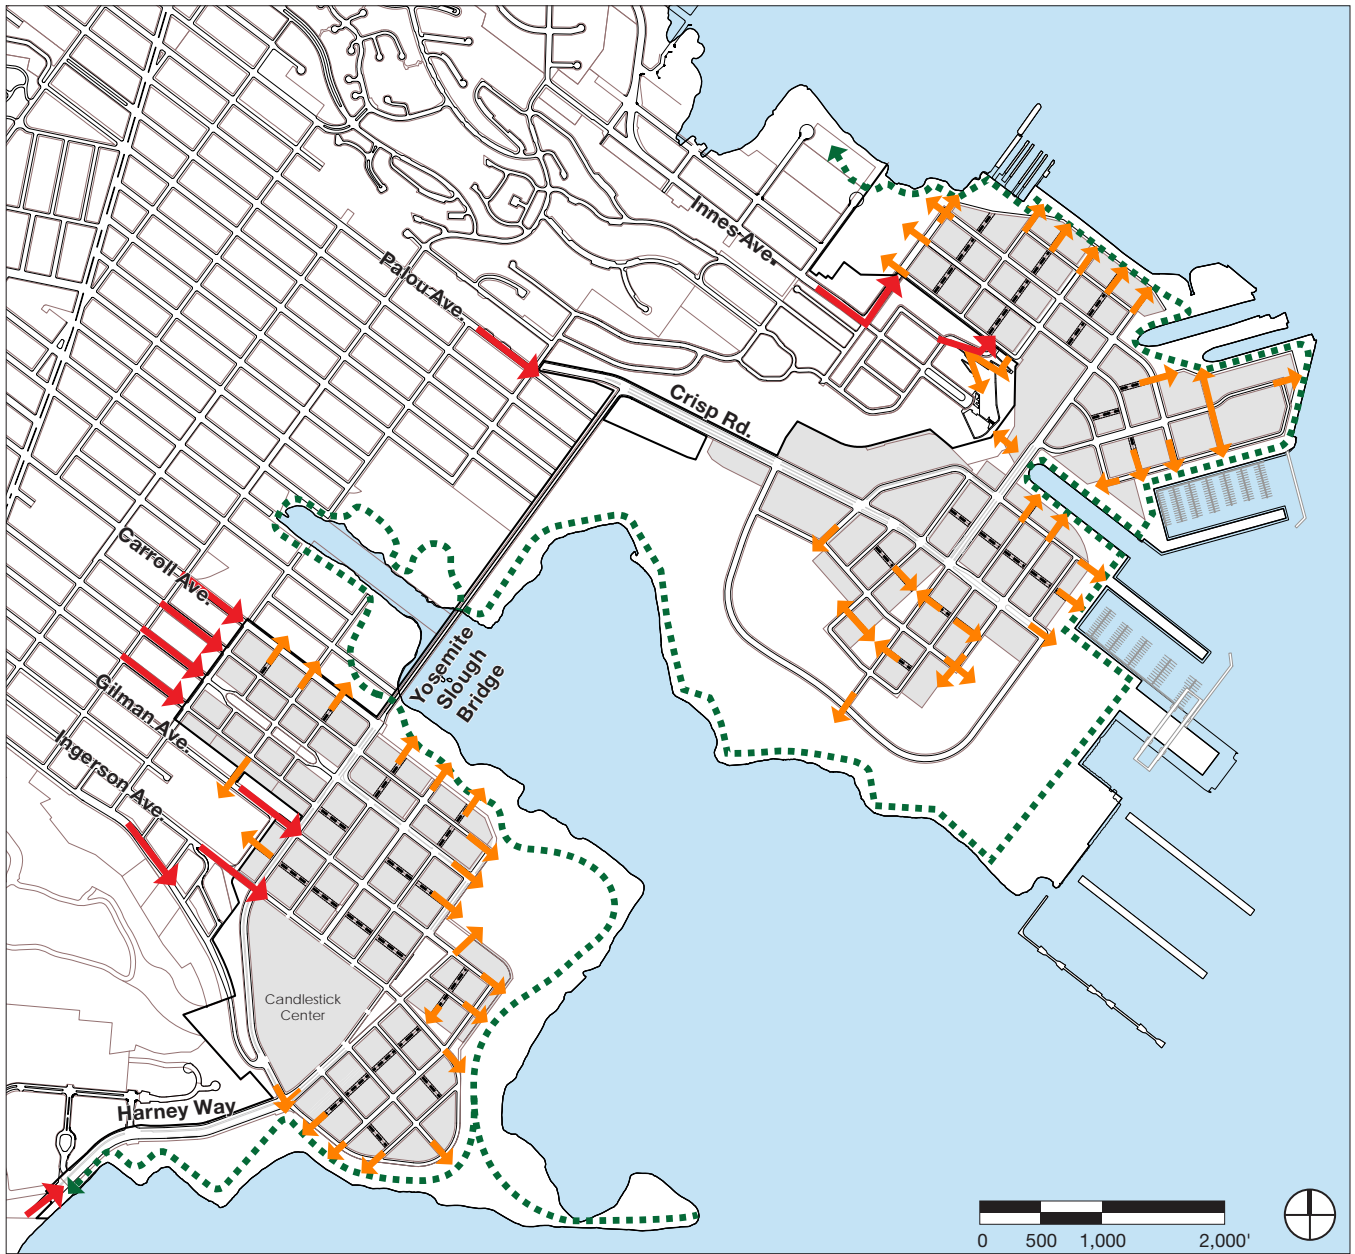 Innes Ave.
Palou Ave.
Crisp Rd.
Carroll Ave.
Yosemite
Slough
Bridge
Gilman Ave.
Ingerson Ave.
Candlestick
Center
Harney Way
0 500 1,000 2,000'